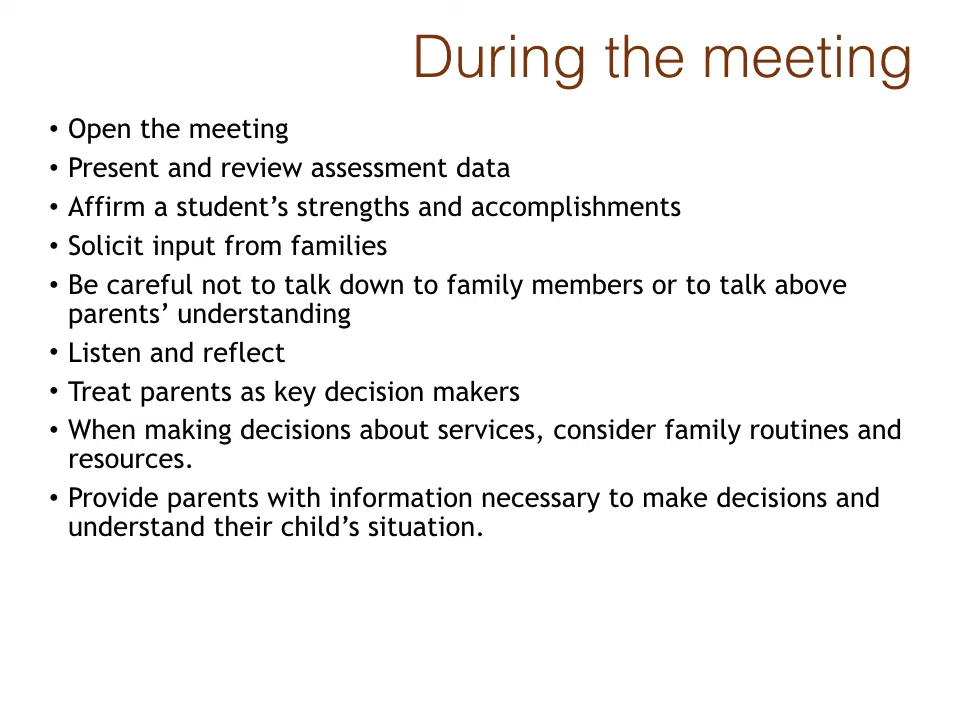 During the meeting
• Open the meeting
• Present and review assessment data
• Affirm a student’s strengths and accomplishments
• Solicit input from families
• Be careful not to talk down to family members or to talk above
parents’ understanding
• Listen and reflect
• Treat parents as key decision makers
• When making decisions about services, consider family routines and
resources.
• Provide parents with information necessary to make decisions and
understand their child’s situation.